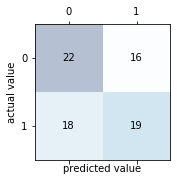 0 1
0 22 16
1 18 19
actual value
predicted value